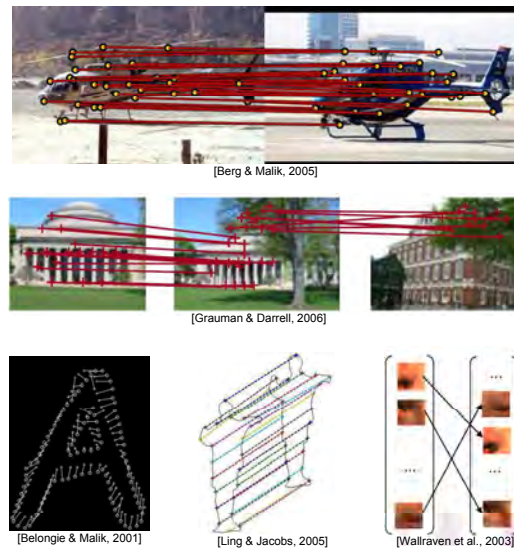 [Berg & Malik, 2005]
[Grauman & Darrell, 2006]
...
....
....
...
[Belongie & Malik, 2001]
[Ling & Jacobs, 2005]
[Wallraven et al., 2003]